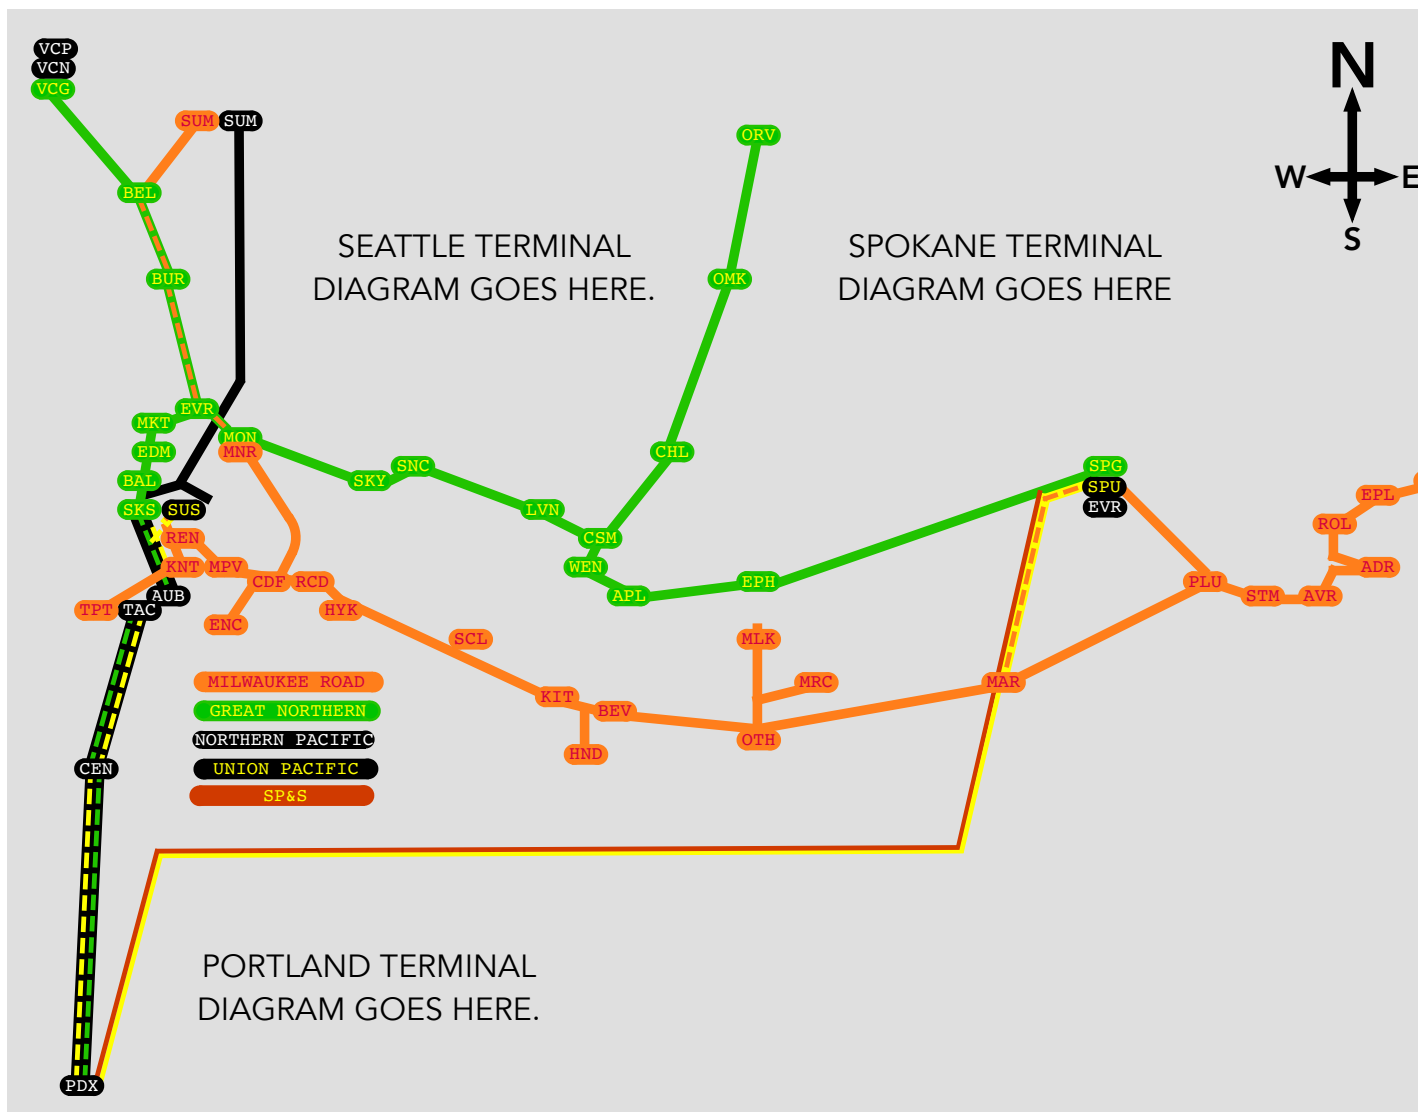 VCP
VCN
VCG
N
SUM
SUM
ORV
W
E
BEL
S
SEATTLE TERMINAL
DIAGRAM GOES HERE.
SPOKANE TERMINAL
DIAGRAM GOES HERE
BUR
OMK
EVR
MKT
MON
EDM
MNR
CHL
BAL
SNC
SKY
SPG
SPU
EVR
EPL
SKS
SUS
LVN
ROL
REN
CSM
KNT
MPV
WEN
ADR
CDF
RCD
EPH
PLU
AUB
APL
STM
AVR
TPT
TAC
HYK
ENC
SCL
MLK
MILWAUKEE ROAD
MRC
MAR
GREAT NORTHERN
KIT
BEV
NORTHERN PACIFIC
HND
OTH
CEN
UNION PACIFIC
SP&S
PORTLAND TERMINAL
DIAGRAM GOES HERE.
PDX